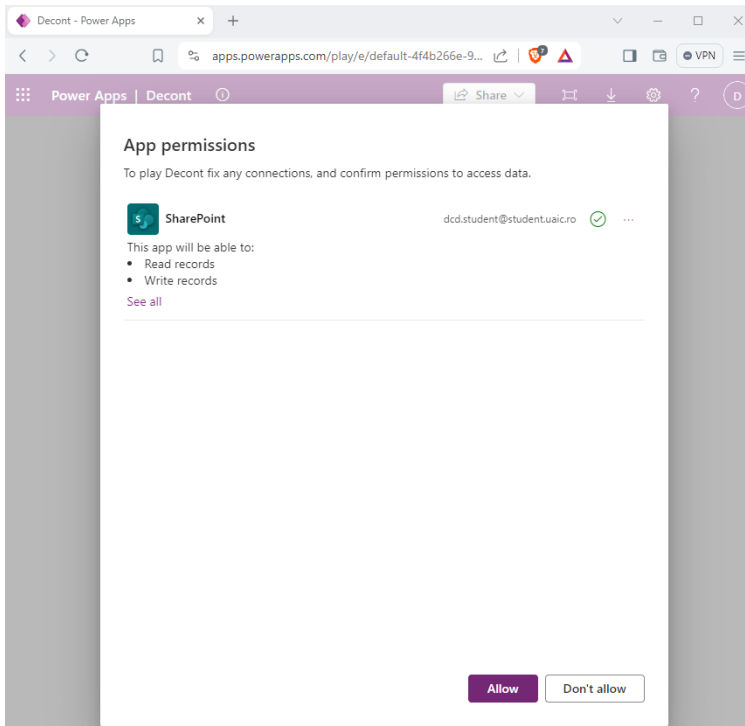 Decont - Power Apps
apps.powerapps.com/play/e/default-4f4b266e-9...
2
VPN
Power Apps | Decont
Share
?
D
App permissions
To play Decont fix any connections, and confirm permissions to access data.
S
SharePoint
dcd.student@student.uaic.ro
...
This app will be able to:
• Read records
• Write records
See all
Allow
Don't allow